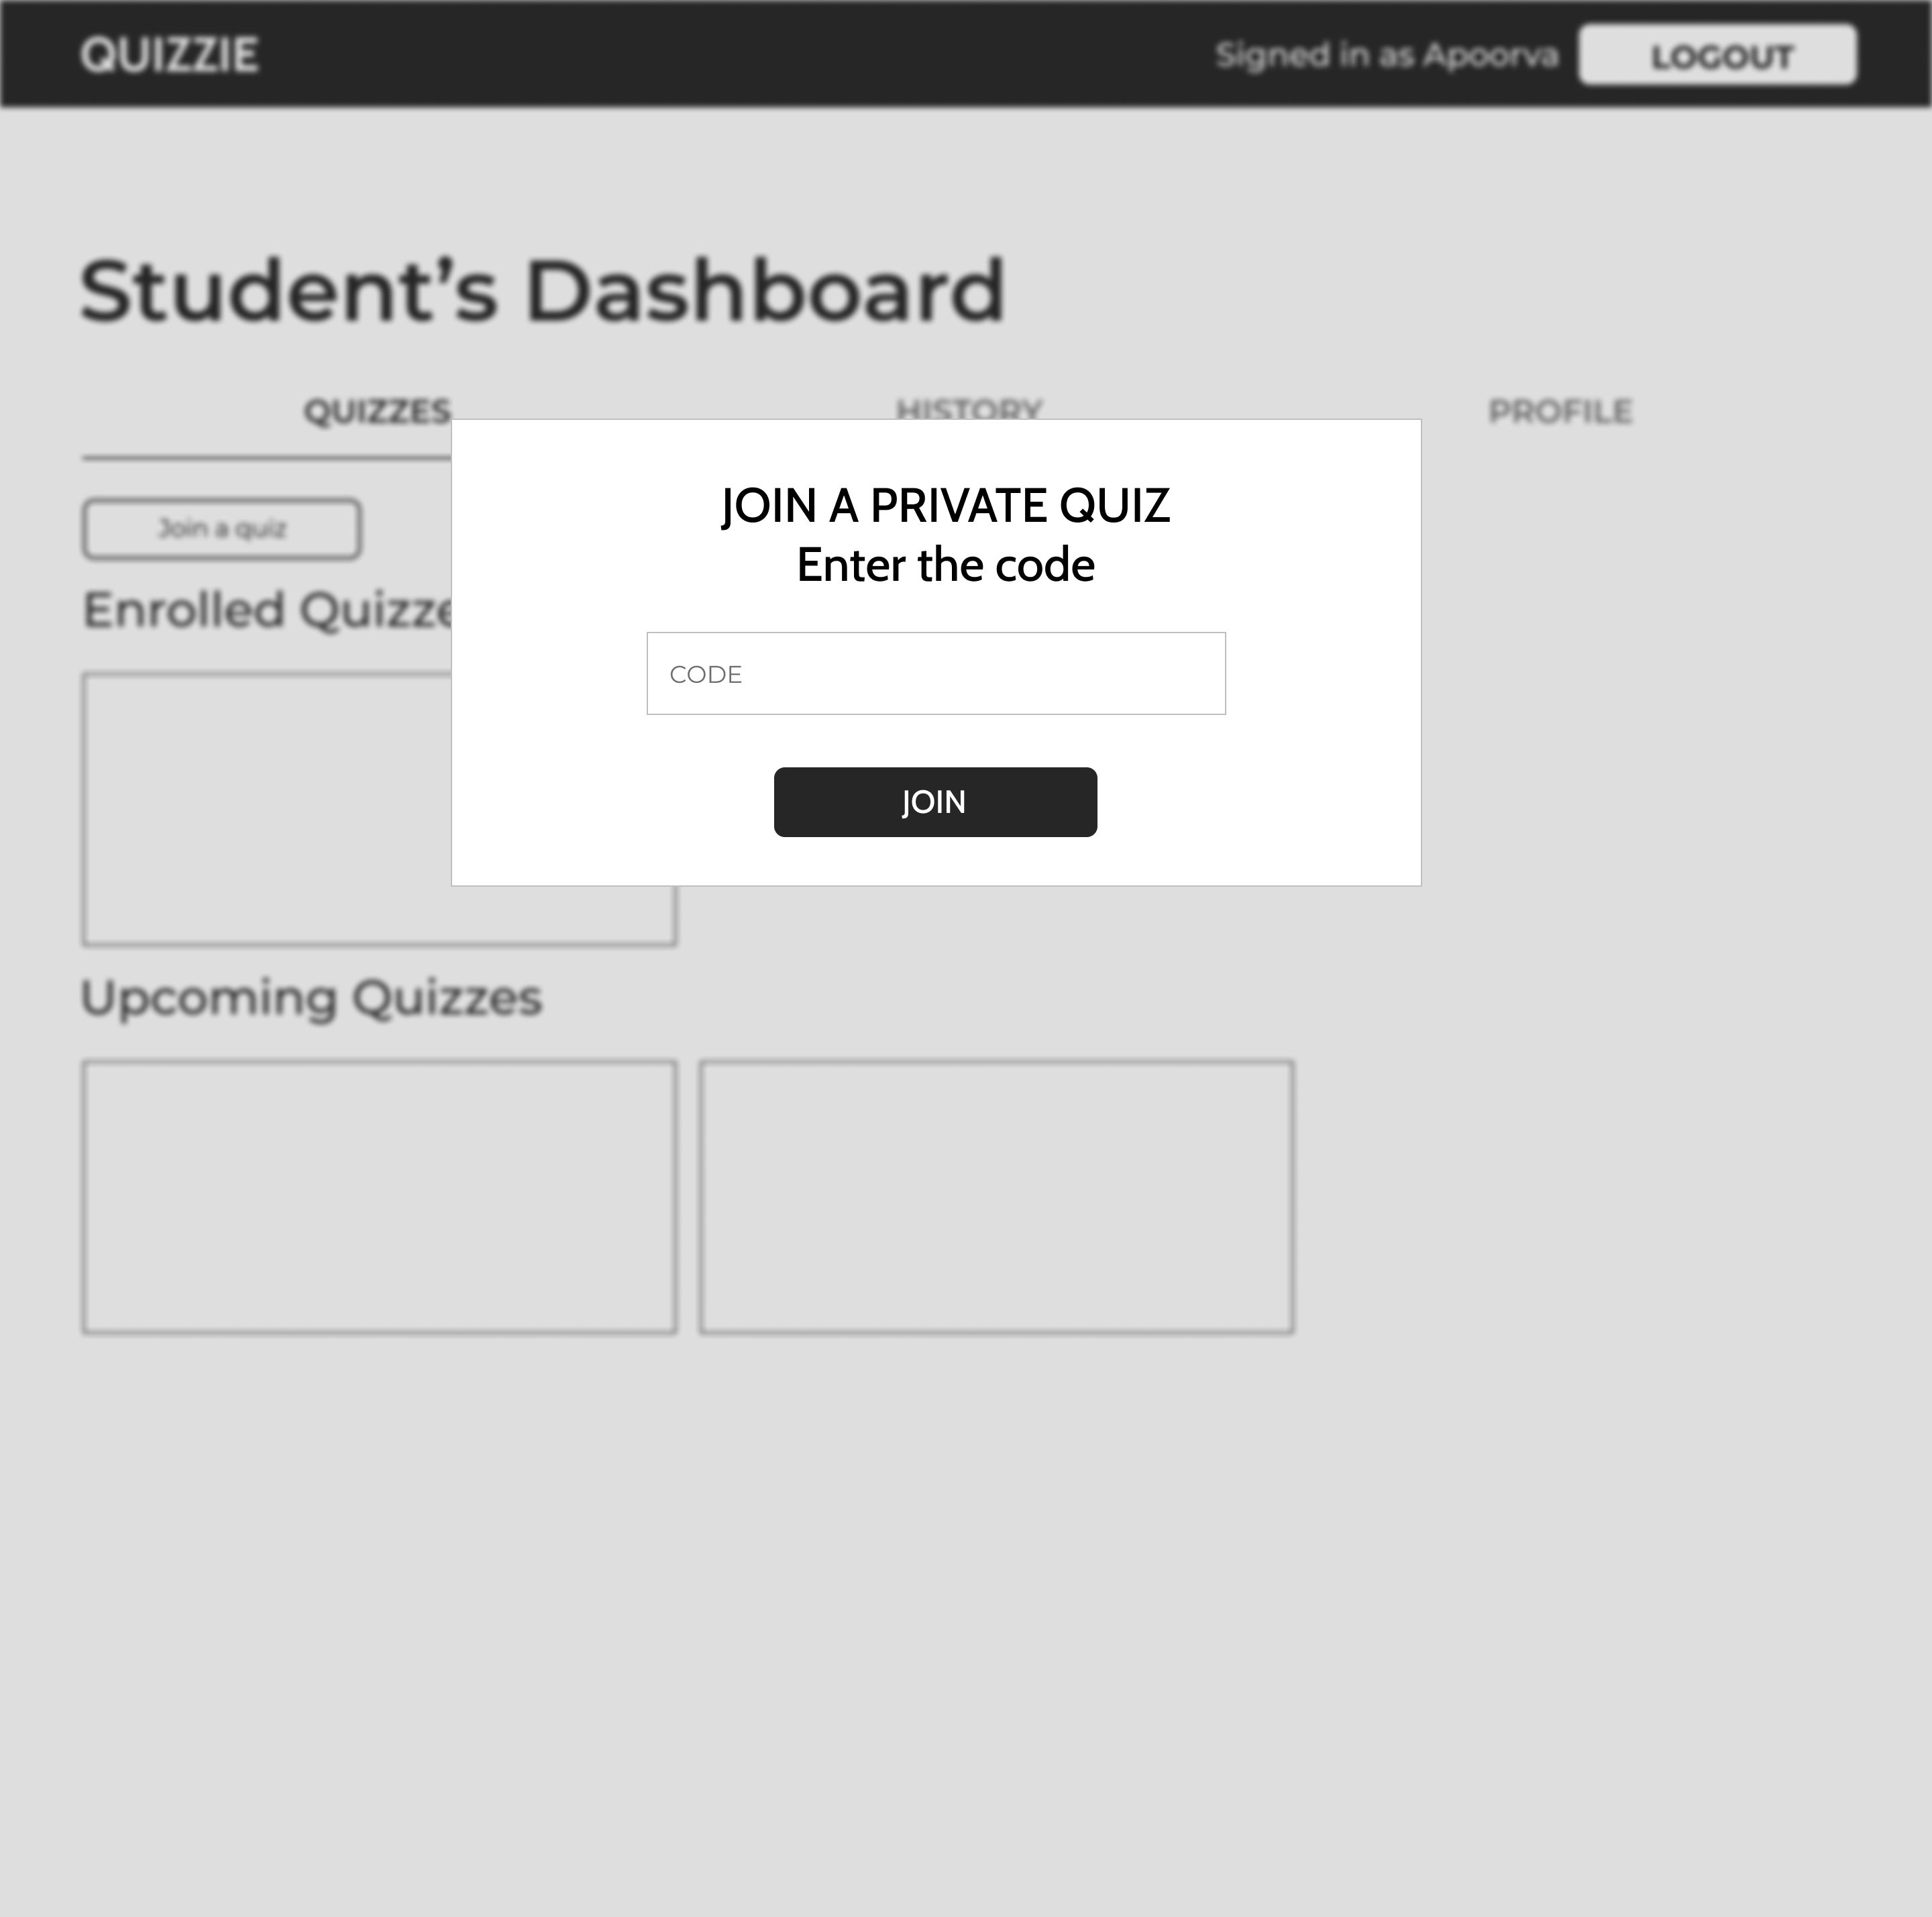 QUIZZIE
Signed in as Apoorva
LOGOUT
Student’s Dashboard
QUIZZES
HISTORY
PROFILE
Join a quiz
JOIN A PRIVATE QUIZ
Enter the code
Enrolled Quizze
CODE
JOIN
Upcoming Quizzes